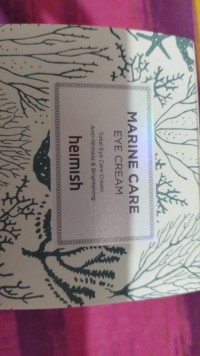 MARINE CARE
EYE CREAM
Total Eye Care Cream
Anti-Wrinkle & Brightening
heimish